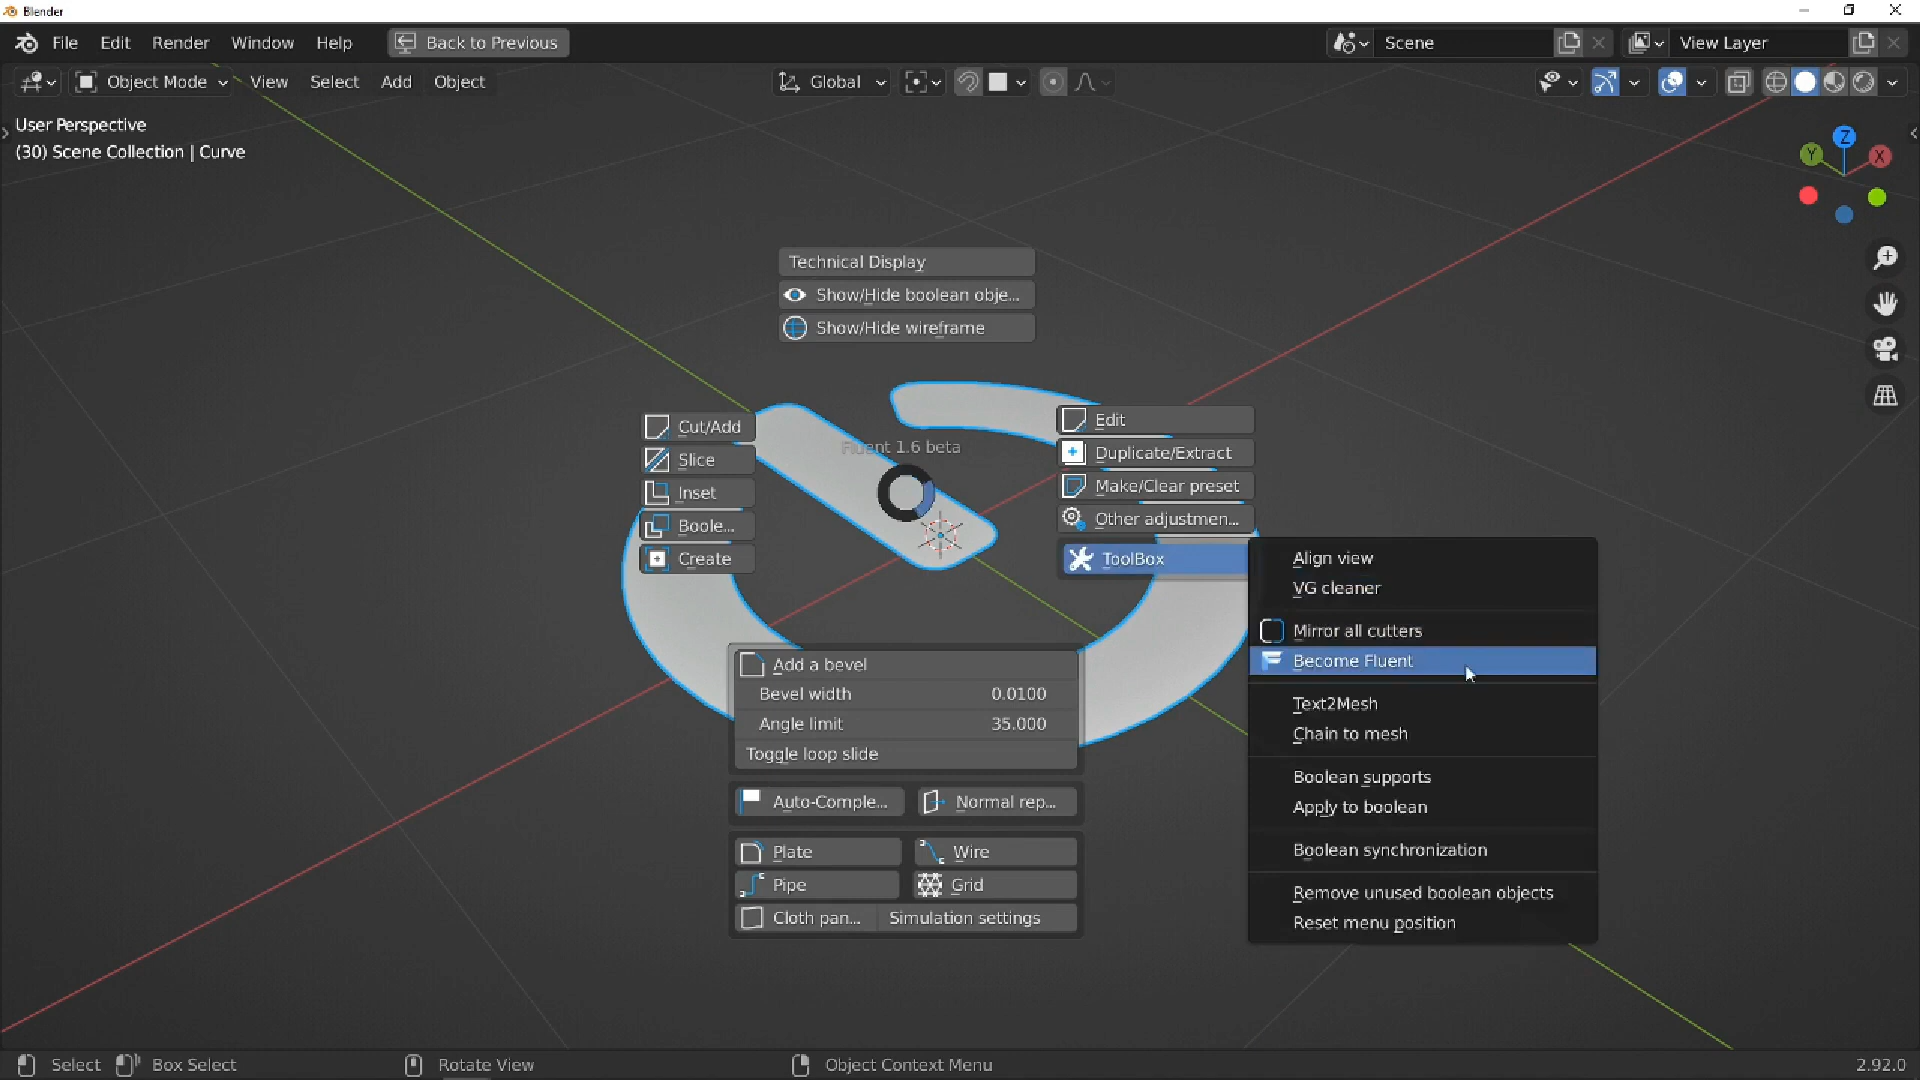 Blender
File Edit Render Window Help Back to Previous Scene View Layer
Object Mode View Select Add Object Global
User Perspective
(30) Scene Collection | Curve
Z
Y X
Technical Display
Show/Hide boolean obje...
Show/Hide wireframe
Cut/Add
Slice
Inset
Boole...
Create
Fluent 1.6 beta
Edit
Duplicate/Extract
Make/Clear preset
Other adjustmen...
ToolBox
Align view
VG cleaner
Mirror all cutters
Become Fluent
Text2Mesh
Chain to mesh
Boolean supports
Apply to boolean
Boolean synchronization
Remove unused boolean objects
Reset menu position
Add a bevel
Bevel width 0.0100
Angle limit 35.000
Toggle loop slide
Auto-Comple... Normal rep...
Plate Wire
Pipe Grid
Cloth pan... Simulation settings
Select Box Select Rotate View Object Context Menu 2.92.0